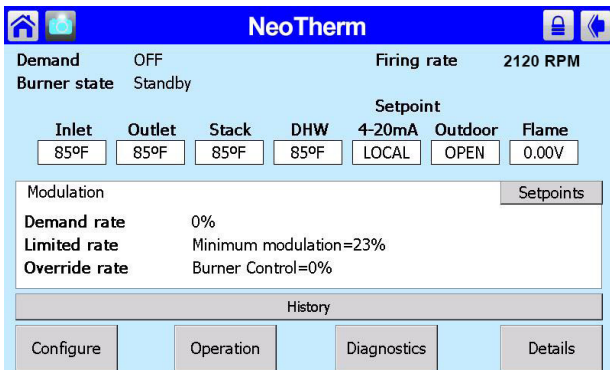 NeoTherm
Demand OFF Firing rate 2120 RPM
Burner state Standby
Setpoint
Inlet Outlet Stack DHW 4-20mA Outdoor Flame
85ºF 85ºF 85ºF 85ºF LOCAL OPEN 0.00V
Modulation Setpoints
Demand rate 0%
Limited rate Minimum modulation=23%
Override rate Burner Control=0%
History
Configure Operation Diagnostics Details